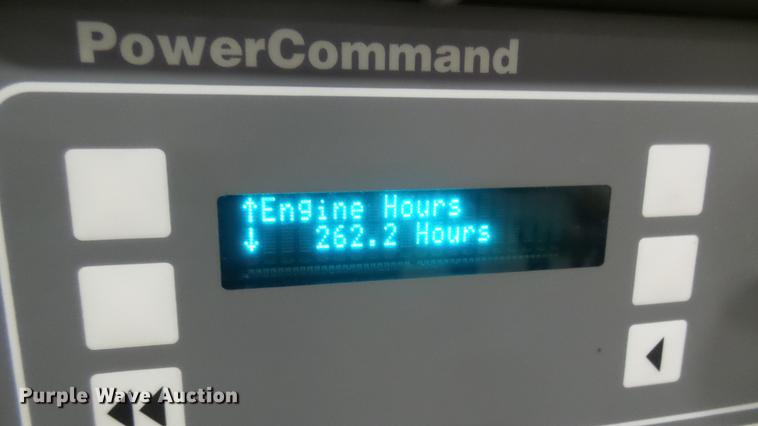 PowerCommand
↑Engine Hours
↓ 262.2 Hours
Purple Wave Auction